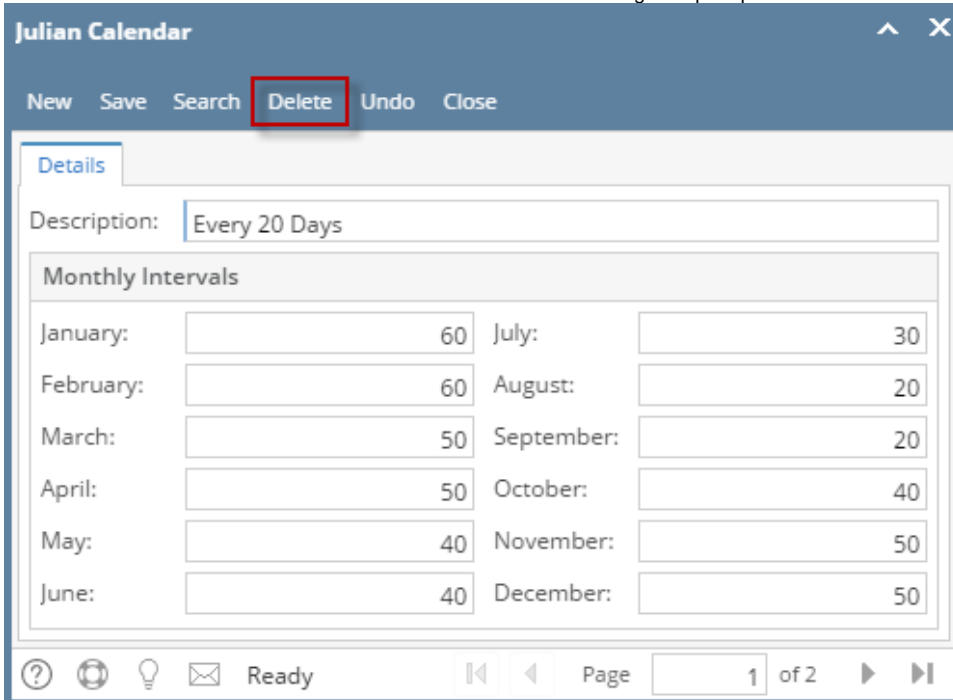 Julian Calendar
New Save Search Delete Undo Close
Details
Description: Every 20 Days
Monthly Intervals
January: 60 July: 30
February: 60 August: 20
March: 50 September: 20
April: 50 October: 40
May: 40 November: 50
June: 40 December: 50
Ready Page 1 of 2